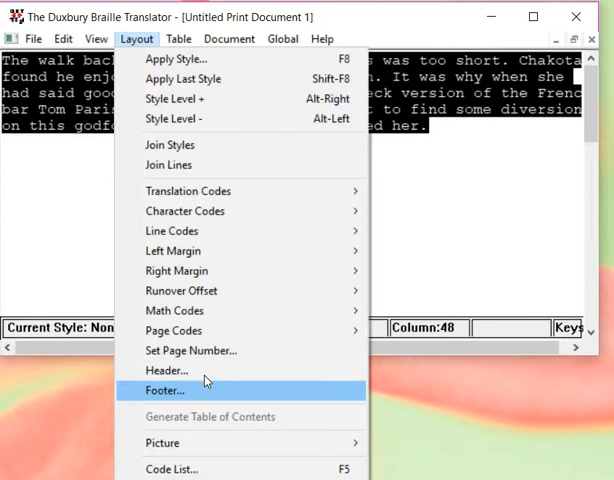 The Duxbury Braille Translator - [Untitled Print Document 1]
File Edit View Layout Table Document Global Help
The walk back s was too short. Chakota
found he enj n. It was why when she
had said goo ck version of the Frenc
bar Tom Pari t to find some diversion
on this godf ed her.
Apply Style... F8
Apply Last Style Shift-F8
Style Level + Alt-Right
Style Level - Alt-Left
Join Styles
Join Lines
Translation Codes
Character Codes
Line Codes
Left Margin
Right Margin
Runover Offset
Math Codes
Page Codes
Set Page Number...
Header...
Footer...
Generate Table of Contents
Picture
Code List... F5
Current Style: Non Column:48 Keys